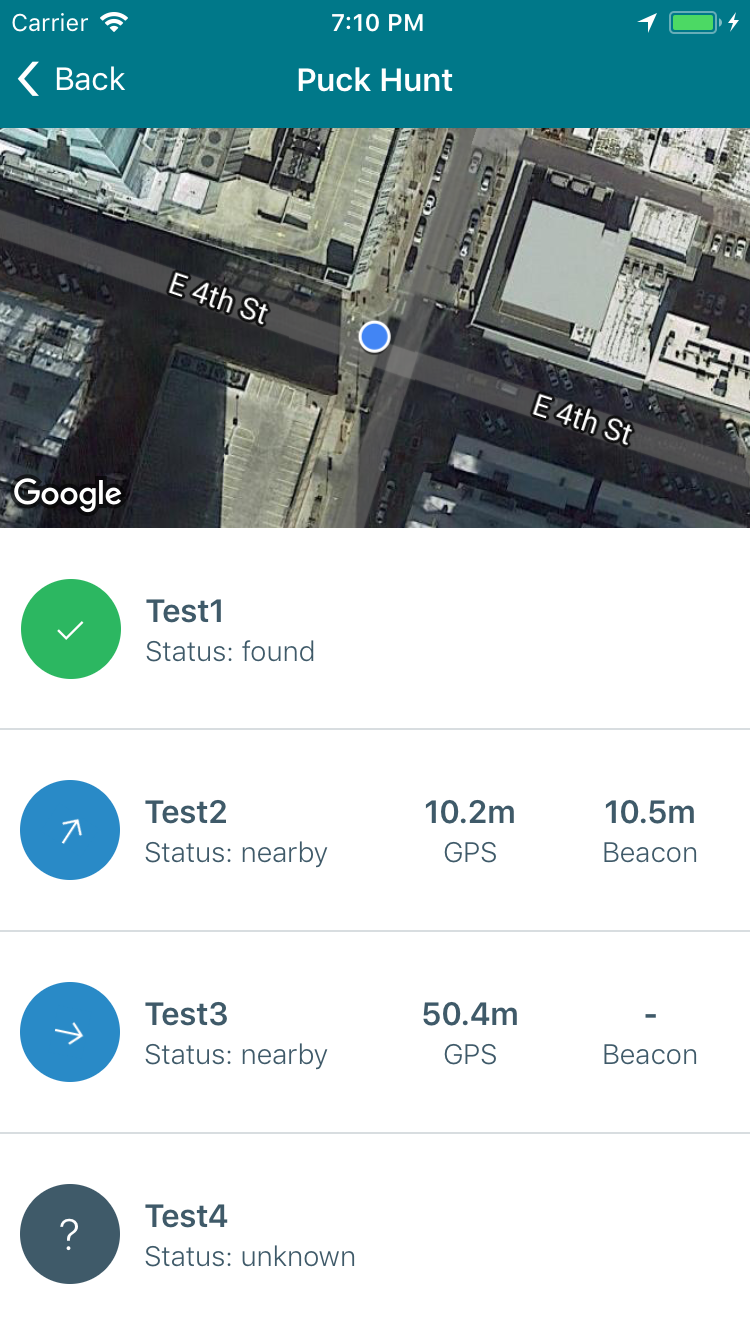 Carrier 7:10 PM
Back Puck Hunt
E 4th St
E 4th St
Google
Test1
Status: found
Test2 10.2m 10.5m
Status: nearby GPS Beacon
Test3 50.4m -
Status: nearby GPS Beacon
?
Test4
Status: unknown